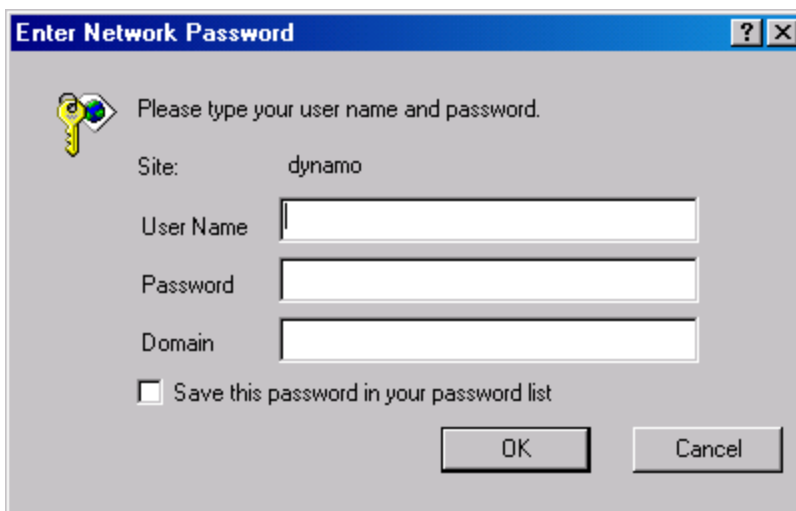 Enter Network Password
Please type your user name and password.
Site: dynamo
User Name
Password
Domain
Save this password in your password list
OK Cancel